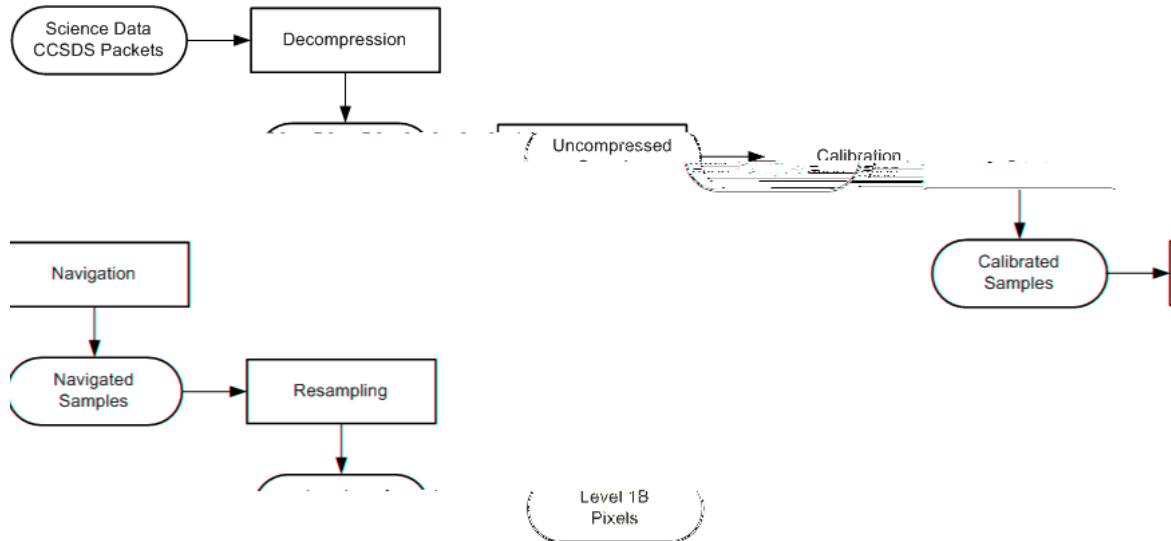 Science Data
CCSDS Packets
Decompression
Uncompressed
Calibration
Calibrated
Samples
Navigation
Navigated
Samples
Resampling
Level 1B
Pixels